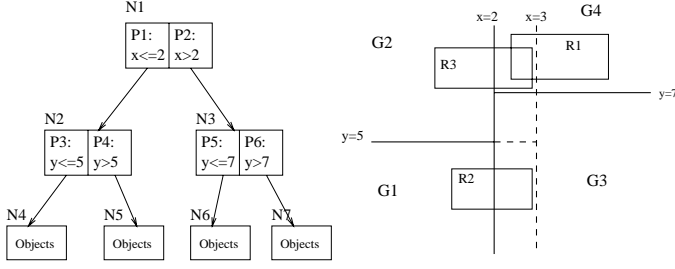 N1
P1: P2:
x<=2 x>2
N2
P3: P4:
y<=5 y>5
N3
P5: P6:
y<=7 y>7
N4
Objects
N5
Objects
N6
Objects
N7
Objects
x=2 x=3
G4
G2
R1
R3
y=7
y=5
R2
G1
G3